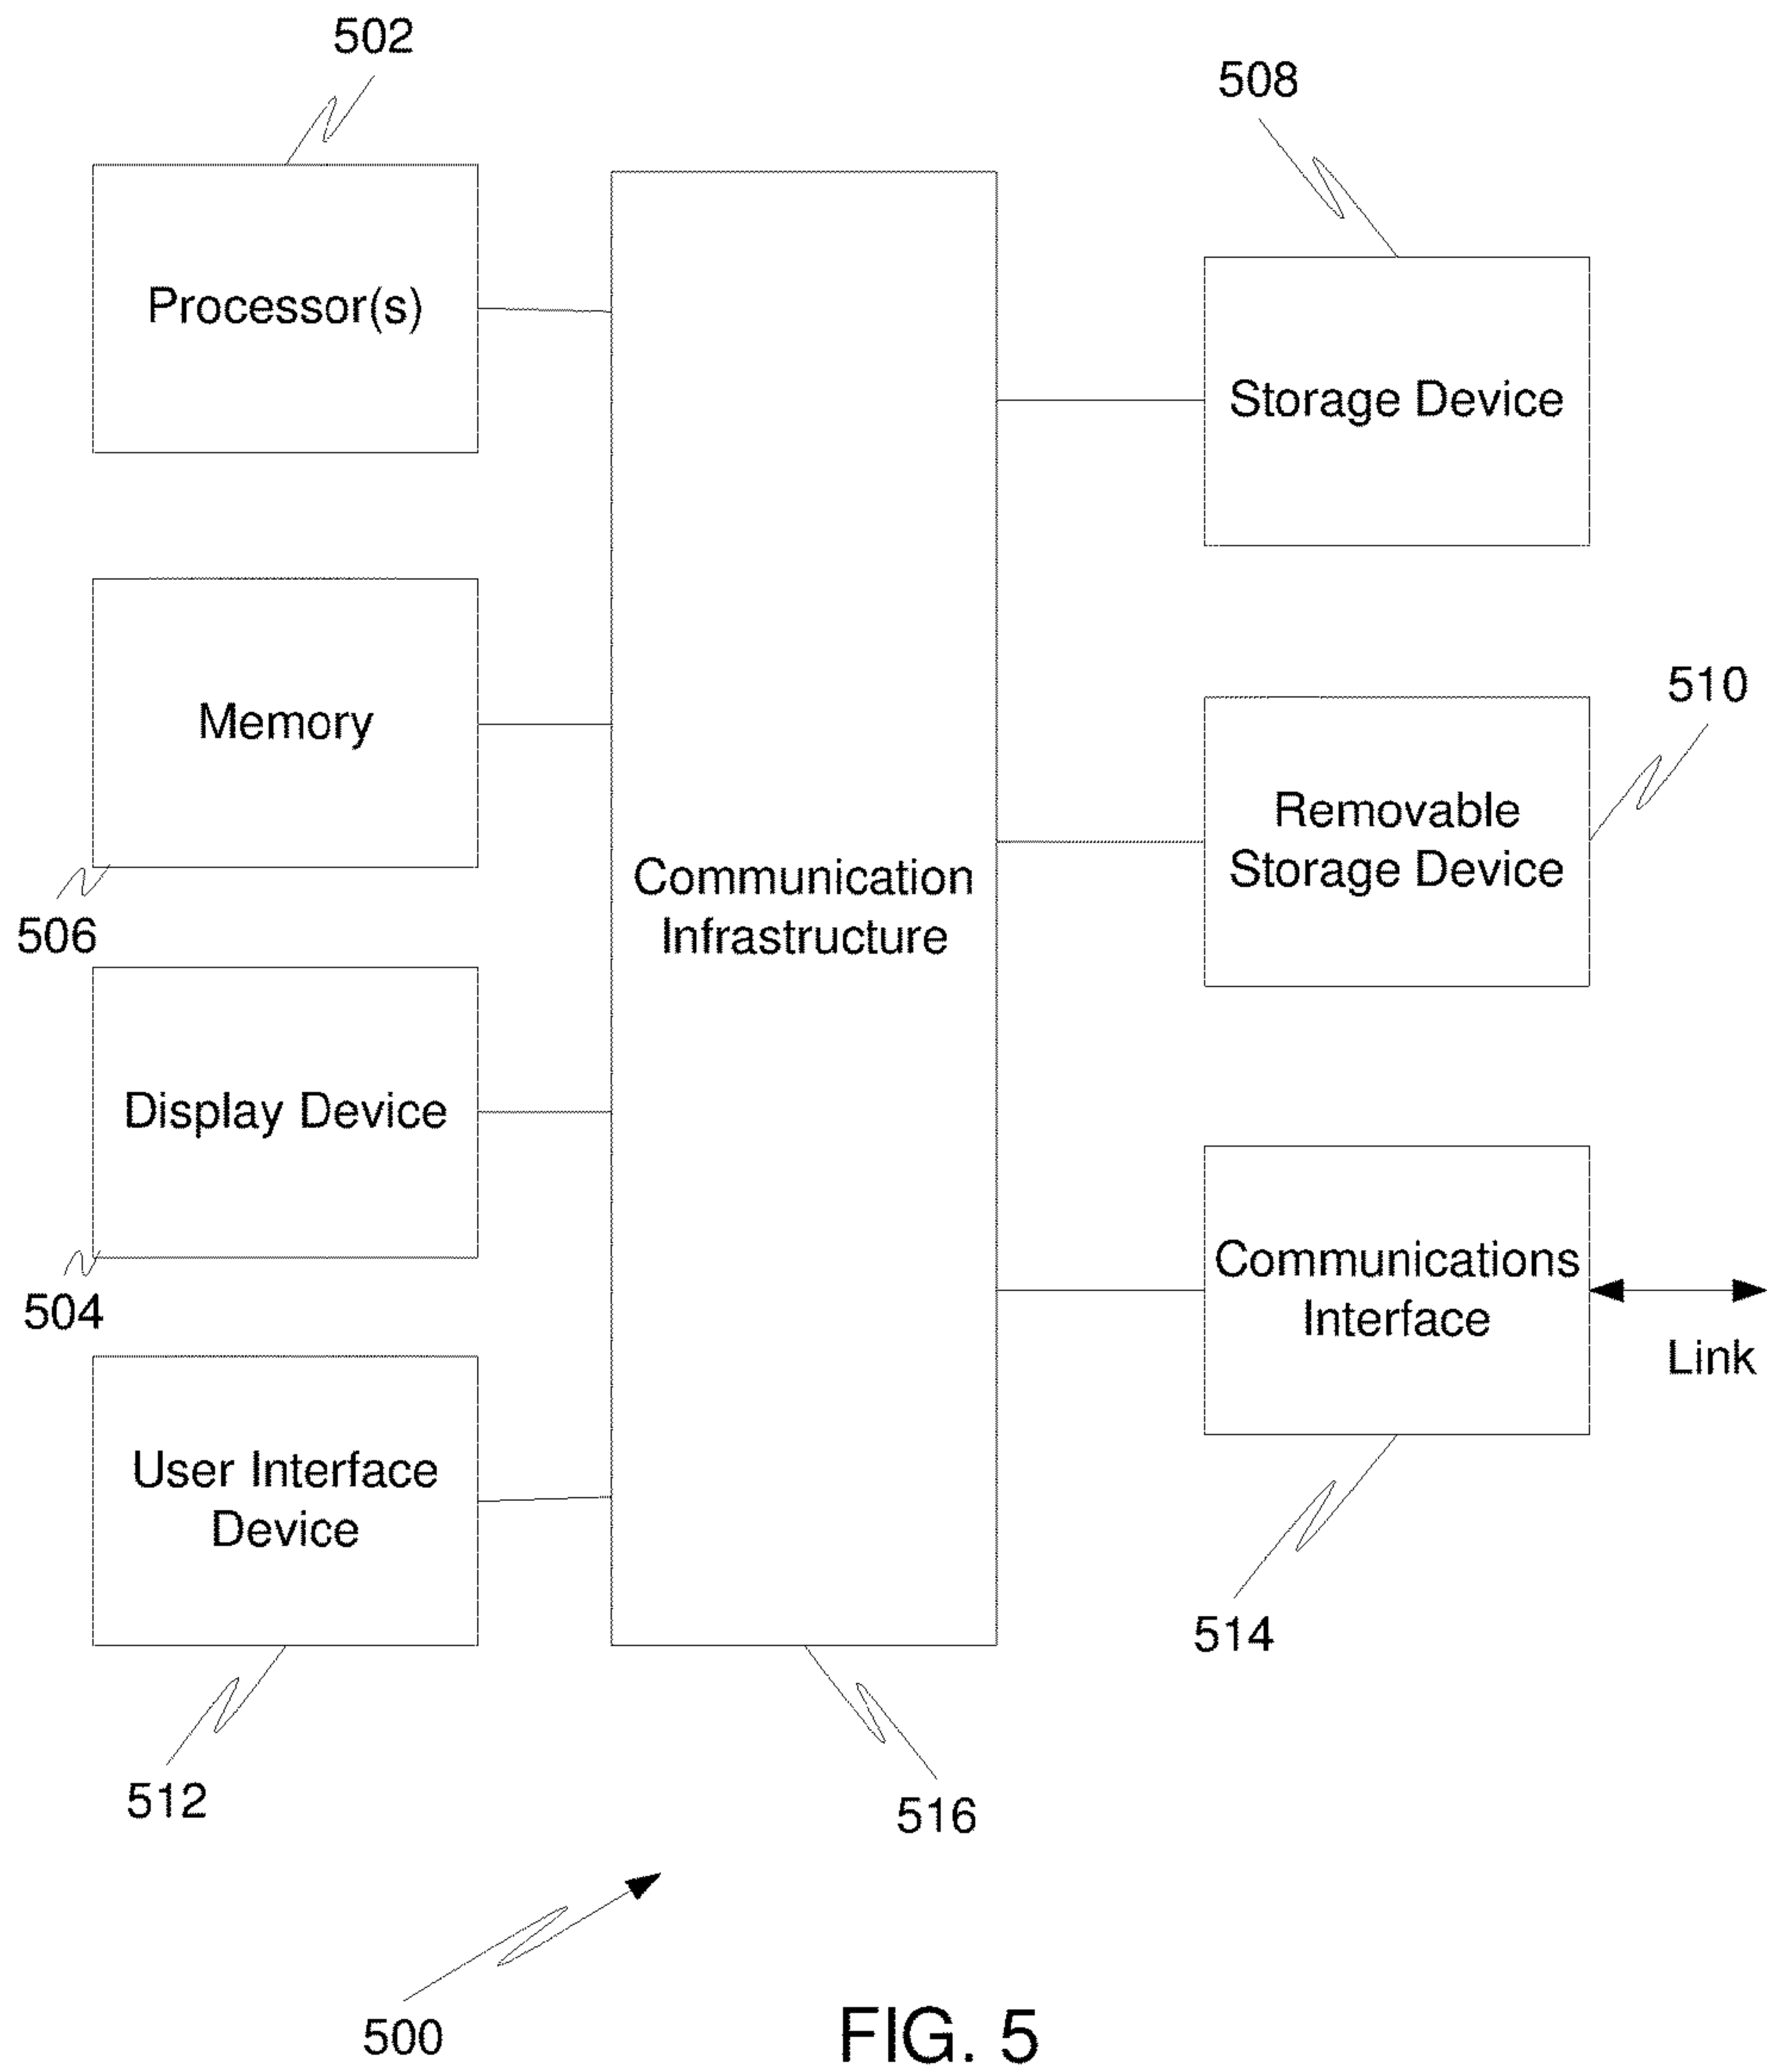 502
508
Processor(s)
Storage Device
510
Memory
Removable
Storage Device
Communication
Infrastructure
506
Display Device
Communications
Interface
504
Link
User Interface
Device
514
512
516
500
FIG. 5